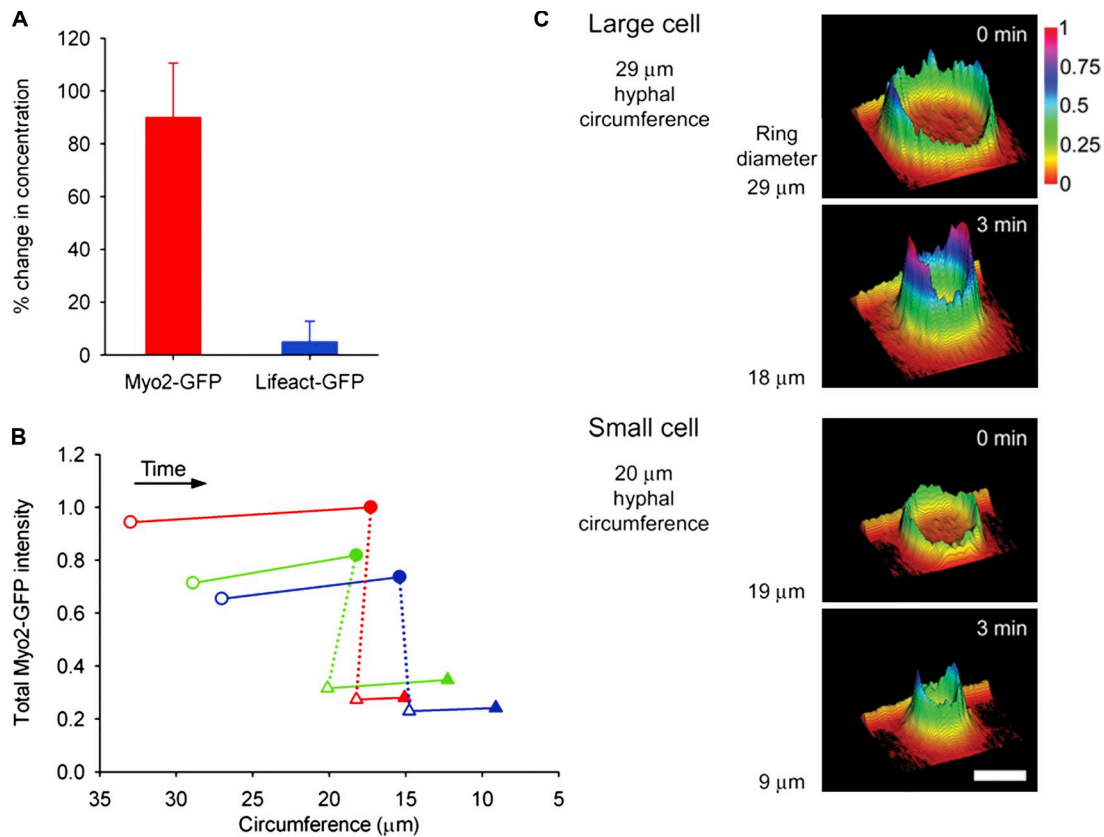 A
120
100
80
60
40
20
0
% change in concentration
Myo2-GFP
Lifeact-GFP
B
1.2
1.0
0.8
0.6
0.4
0.2
0.0
Total Myo2-GFP intensity
Time
35
30
25
20
15
10
5
Circumference (μm)
C
Large cell
29 μm
hyphal
circumference
Ring
diameter
29 μm
0 min
1
0.75
0.5
0.25
0
3 min
18 μm
Small cell
20 μm
hyphal
circumference
0 min
19 μm
3 min
9 μm